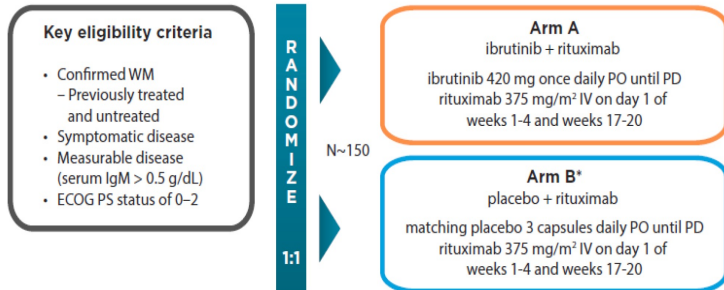 Key eligibility criteria
• Confirmed WM
– Previously treated
and untreated
• Symptomatic disease
• Measurable disease
(serum IgM > 0.5 g/dL)
• ECOG PS status of 0–2
RANDOMIZE
1:1
N~150
Arm A
ibrutinib + rituximab
ibrutinib 420 mg once daily PO until PD
rituximab 375 mg/m² IV on day 1 of
weeks 1-4 and weeks 17-20
Arm B*
placebo + rituximab
matching placebo 3 capsules daily PO until PD
rituximab 375 mg/m² IV on day 1 of
weeks 1-4 and weeks 17-20